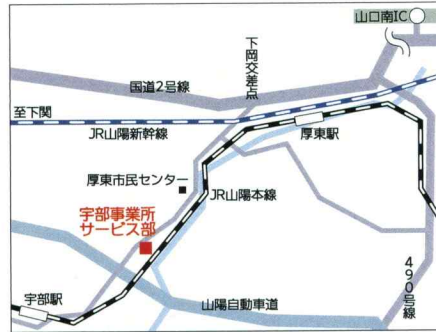 山口南IC
下岡交差点
国道2号線
至下関
JR山陽新幹線
厚東駅
厚東市民センター
JR山陽本線
宇部事業所
サービス部
490号線
宇部駅
山陽自動車道